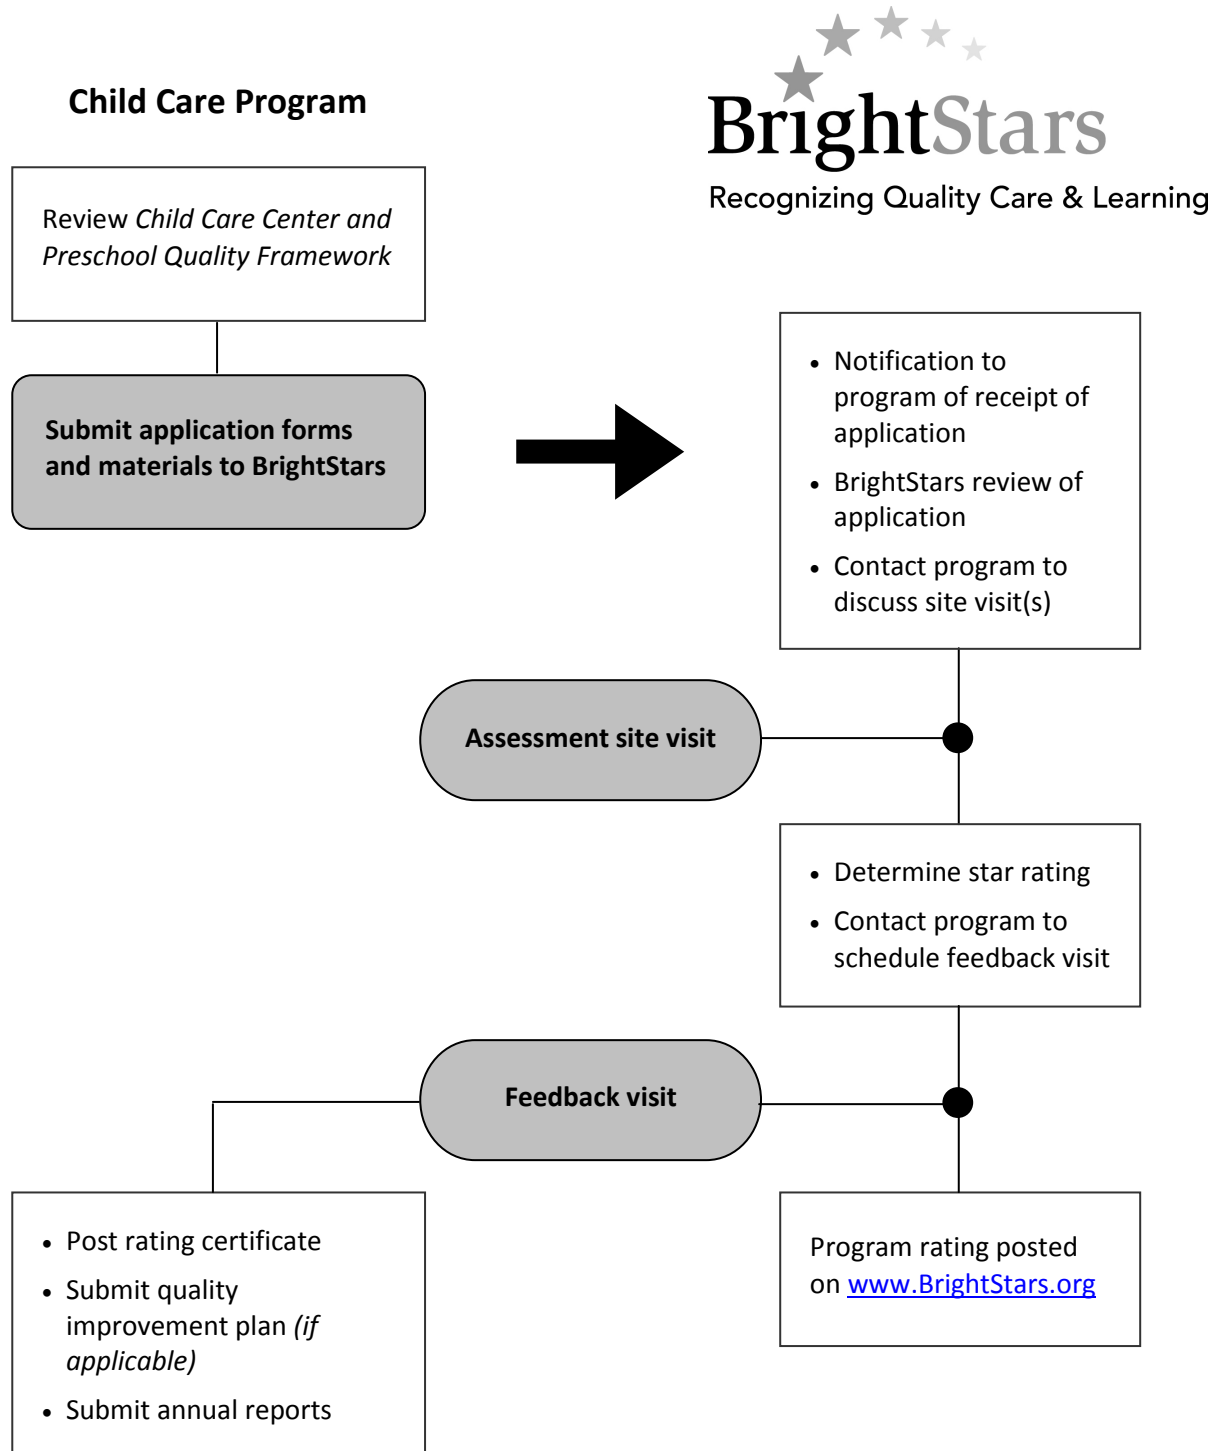 Child Care Program
BrightStars
Recognizing Quality Care & Learning
Review Child Care Center and
Preschool Quality Framework
Submit application forms
and materials to BrightStars
• Notification to
program of receipt of
application
• BrightStars review of
application
• Contact program to
discuss site visit(s)
Assessment site visit
• Determine star rating
• Contact program to
schedule feedback visit
Feedback visit
• Post rating certificate
• Submit quality
improvement plan (if
applicable)
• Submit annual reports
Program rating posted
on www.BrightStars.org